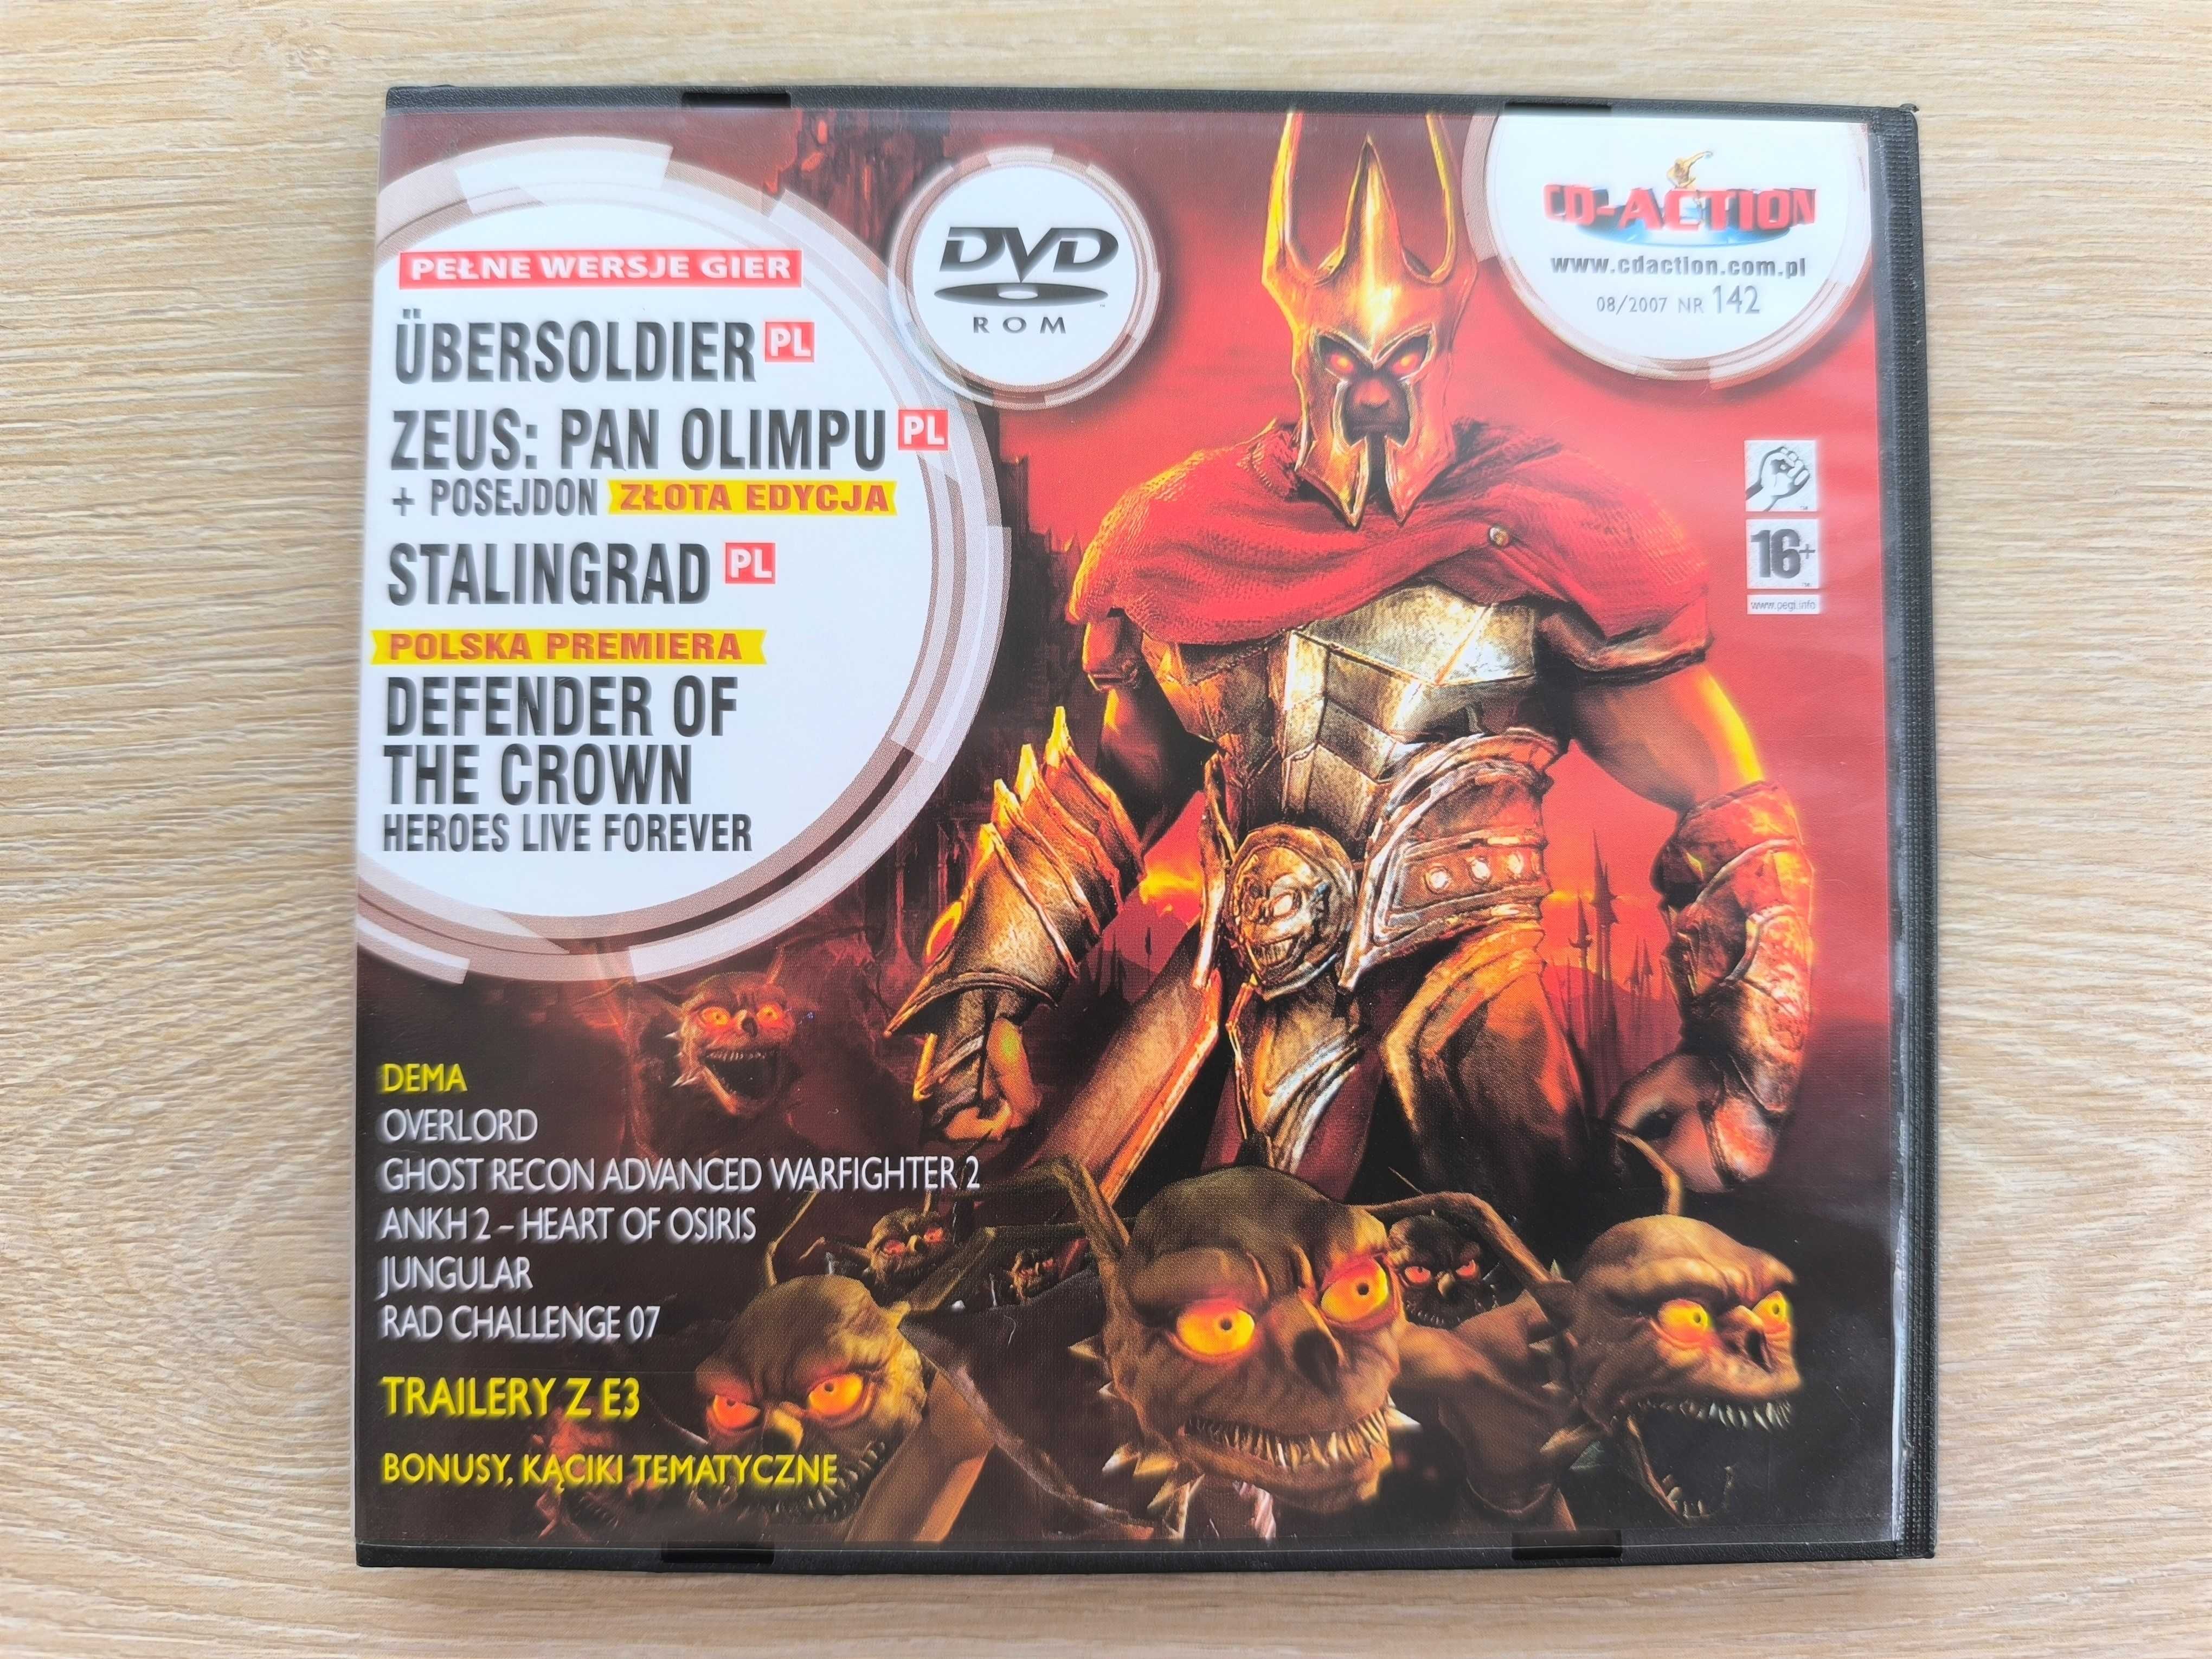 PEŁNE WERSJE GIER
ÜBERSOLDIER PL
ZEUS: PAN OLIMPU PL
+ POSEJDON ZŁOTA EDYCJA
STALINGRAD PL
POLSKA PREMIERA
DEFENDER OF
THE CROWN
HEROES LIVE FOREVER
DVD
ROM
CD-ACTION
www.cdaction.com.pl
08/2007 NR 142
16+
www.pegi.info
DEMA
OVERLORD
GHOST RECON ADVANCED WARFIGHTER 2
ANKH 2 – HEART OF OSIRIS
JUNGULAR
RAD CHALLENGE 07
TRAILERY Z E3
BONUSY, KĄCIKI TEMATYCZNE